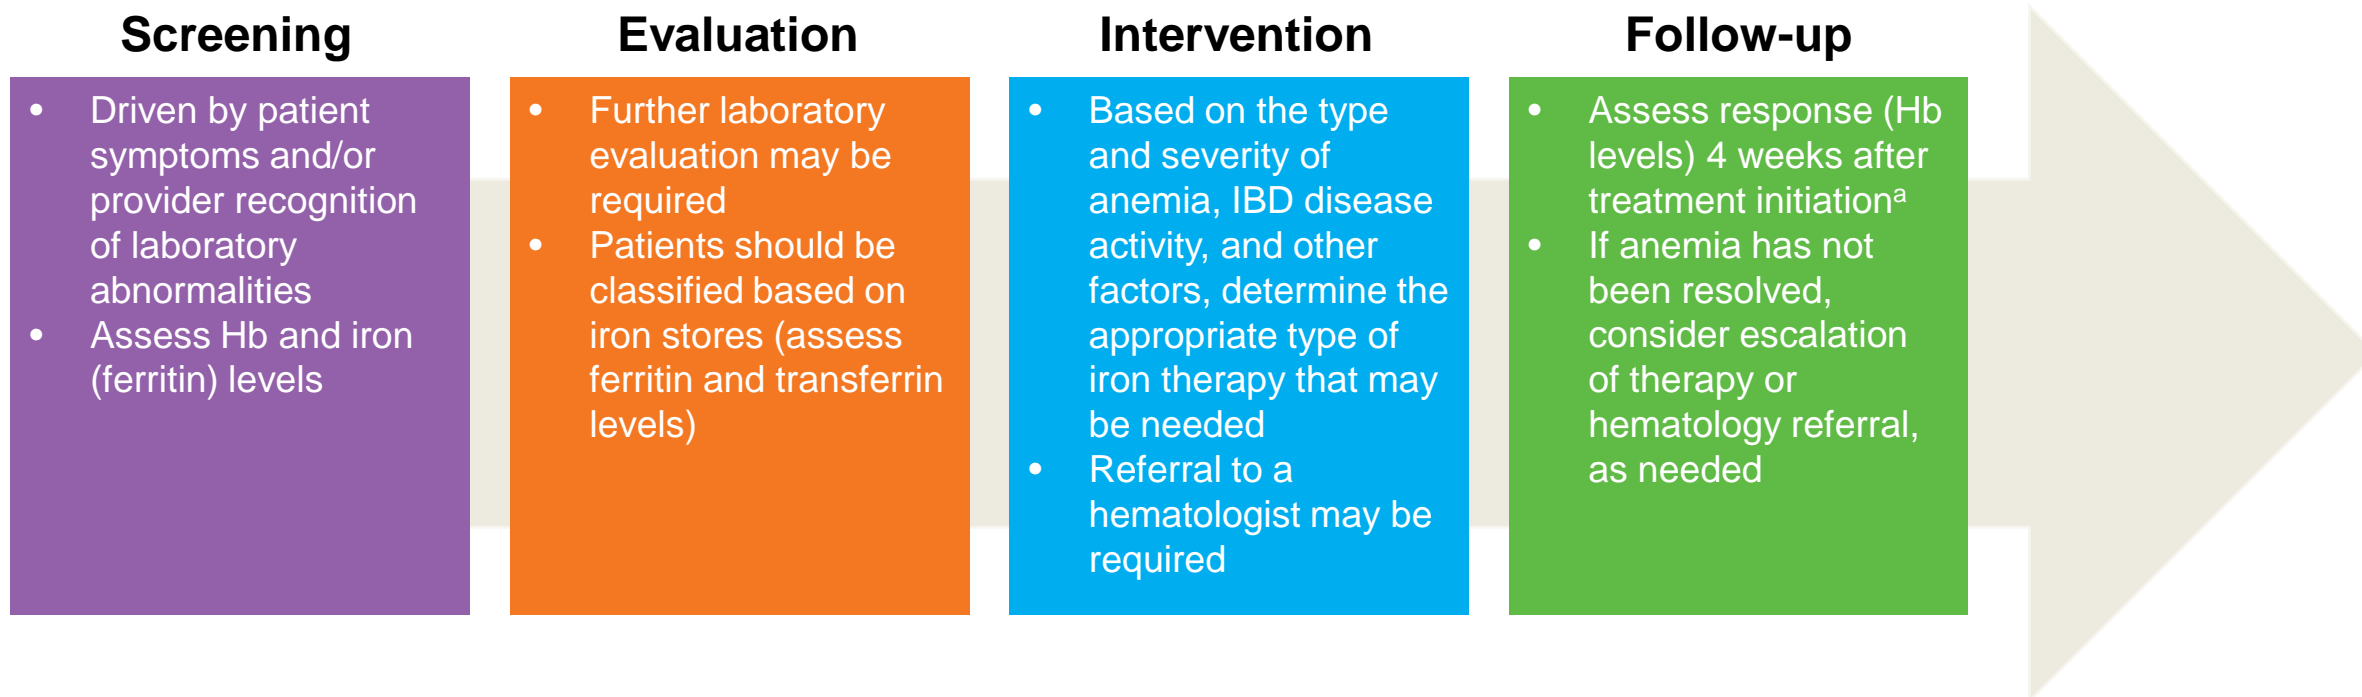 Screening
• Driven by patient
symptoms and/or
provider recognition
of laboratory
abnormalities
• Assess Hb and iron
(ferritin) levels
Evaluation
• Further laboratory
evaluation may be
required
• Patients should be
classified based on
iron stores (assess
ferritin and transferrin
levels)
Intervention
• Based on the type
and severity of
anemia, IBD disease
activity, and other
factors, determine the
appropriate type of
iron therapy that may
be needed
• Referral to a
hematologist may be
required
Follow-up
• Assess response (Hb
levels) 4 weeks after
treatment initiationᵃ
• If anemia has not
been resolved,
consider escalation
of therapy or
hematology referral,
as needed